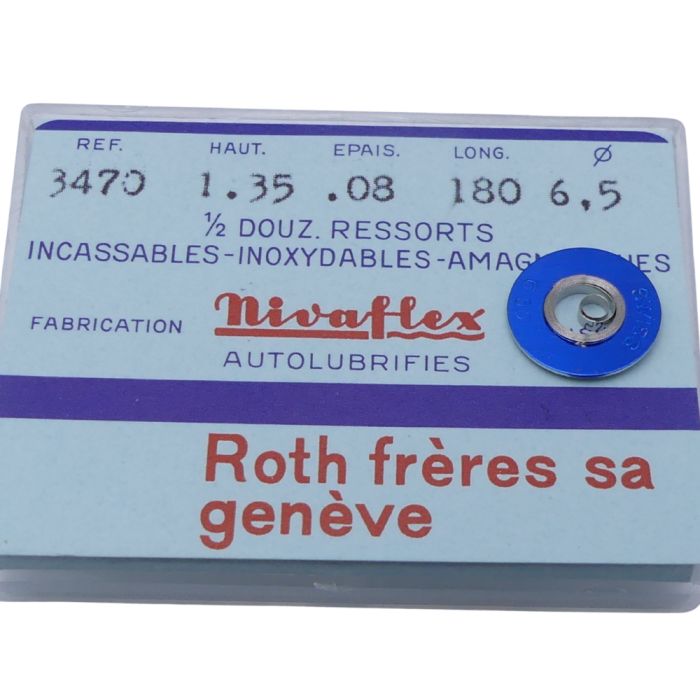 REF. HAUT. EPAIS. LONG. Ø
3470 1.35 .08 180 6,5
½ DOUZ. RESSORTS
INCASSABLES-INOXYDABLES-
FABRICATION Nivaflex
AUTOLUBRIFIES
Roth frères sa
genève